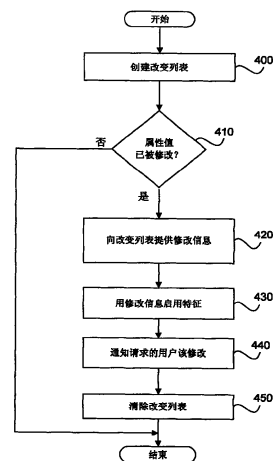 开始
创建改变列表
400
属性值
已被修改?
410
否
是
向改变列表提供修改信息
420
用修改信息启用特征
430
通知请求的用户该修改
440
清除改变列表
450
结束